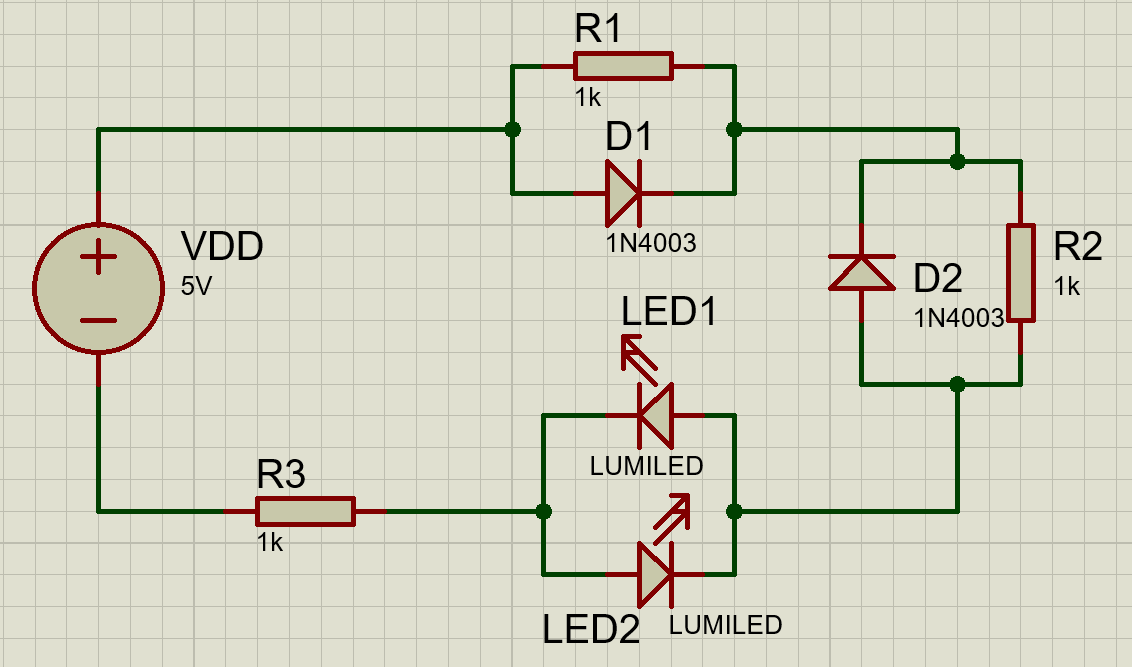 R1
1k
D1
1N4003
VDD
5V
R2
1k
D2
1N4003
LED1
LUMILED
R3
1k
LED2
LUMILED